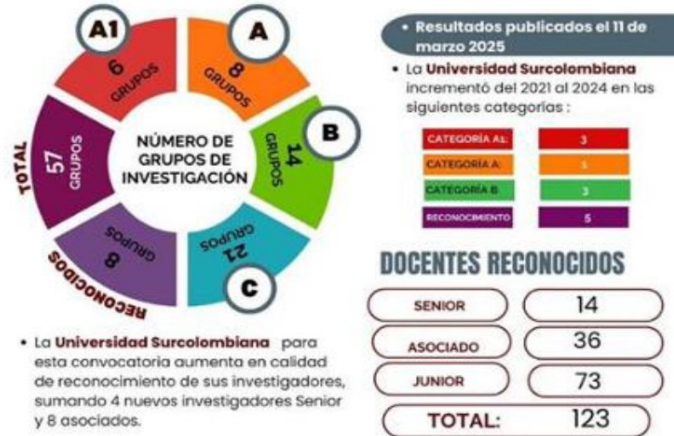 A1
6
GRUPOS
A
8
GRUPOS
B
14
GRUPOS
C
21
GRUPOS
RECONOCIDOS
8
GRUPOS
TOTAL
57
GRUPOS
NÚMERO DE
GRUPOS DE
INVESTIGACIÓN
• La Universidad Surcolombiana para
esta convocatoria aumenta en calidad
de reconocimiento de sus investigadores,
sumando 4 nuevos investigadores Senior
y 8 asociados.
• Resultados publicados el 11 de
marzo 2025
• La Universidad Surcolombiana
incrementó del 2021 al 2024 en las
siguientes categorías :
CATEGORÍA A1: 3
CATEGORÍA A:
CATEGORÍA B: 3
RECONOCIMIENTO 5
DOCENTES RECONOCIDOS
SENIOR 14
ASOCIADO 36
JUNIOR 73
TOTAL: 123